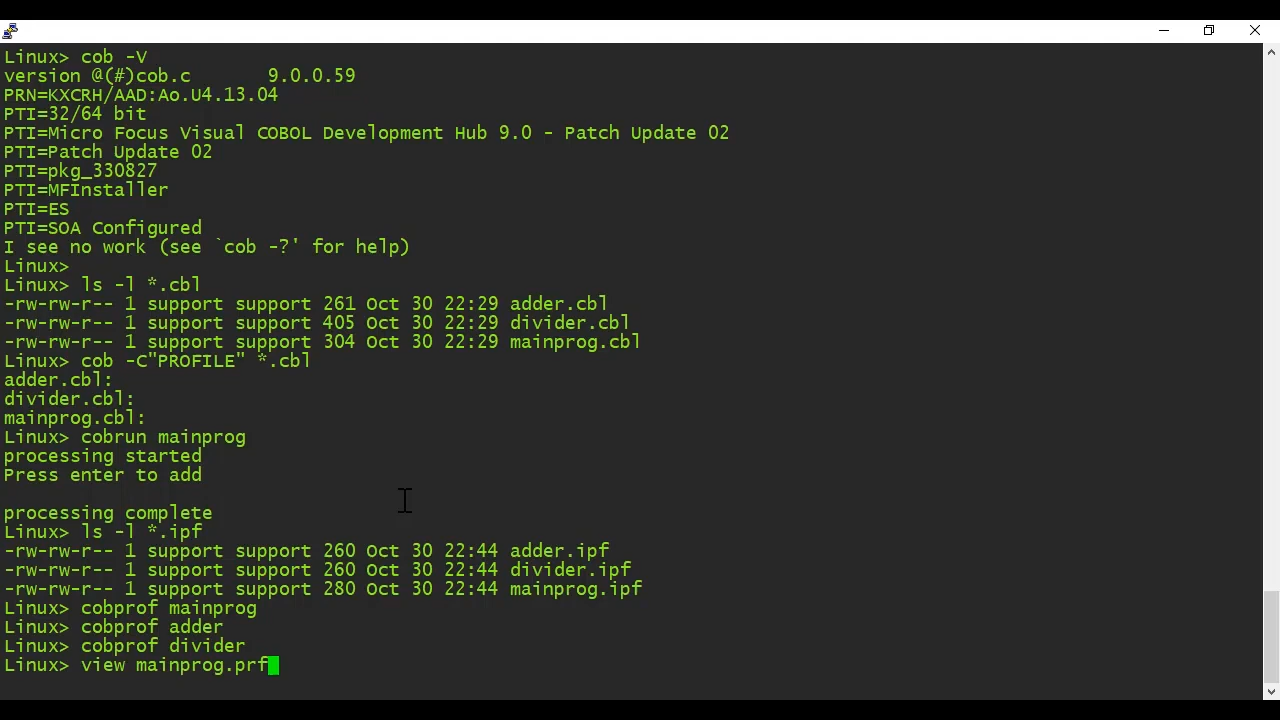 Linux> cob -V
version @(#)cob.c       9.0.0.59
PRN=KXCRH/AAD:Ao.U4.13.04
PTI=32/64 bit
PTI=Micro Focus Visual COBOL Development Hub 9.0 - Patch Update 02
PTI=Patch Update 02
PTI=pkg_330827
PTI=MFInstaller
PTI=ES
PTI=SOA Configured
I see no work (see `cob -?' for help)
Linux>
Linux> ls -l *.cbl
-rw-rw-r-- 1 support support 261 Oct 30 22:29 adder.cbl
-rw-rw-r-- 1 support support 405 Oct 30 22:29 divider.cbl
-rw-rw-r-- 1 support support 304 Oct 30 22:29 mainprog.cbl
Linux> cob -C"PROFILE" *.cbl
adder.cbl:
divider.cbl:
mainprog.cbl:
Linux> cobrun mainprog
processing started
Press enter to add
processing complete
Linux> ls -l *.ipf
-rw-rw-r-- 1 support support 260 Oct 30 22:44 adder.ipf
-rw-rw-r-- 1 support support 260 Oct 30 22:44 divider.ipf
-rw-rw-r-- 1 support support 280 Oct 30 22:44 mainprog.ipf
Linux> cobprof mainprog
Linux> cobprof adder
Linux> cobprof divider
Linux> view mainprog.prf